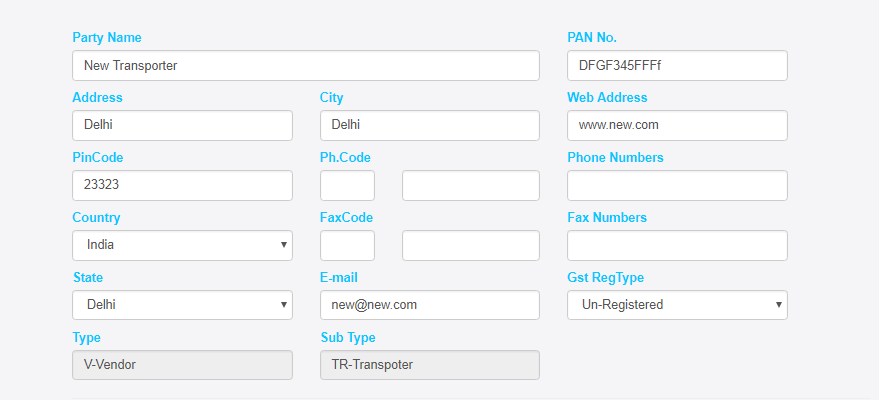 Party Name PAN No.
New Transporter DFGF345FFFf
Address City Web Address
Delhi Delhi www.new.com
PinCode Ph.Code Phone Numbers
23323
Country FaxCode Fax Numbers
India
State E-mail Gst RegType
Delhi new@new.com Un-Registered
Type Sub Type
V-Vendor TR-Transpoter